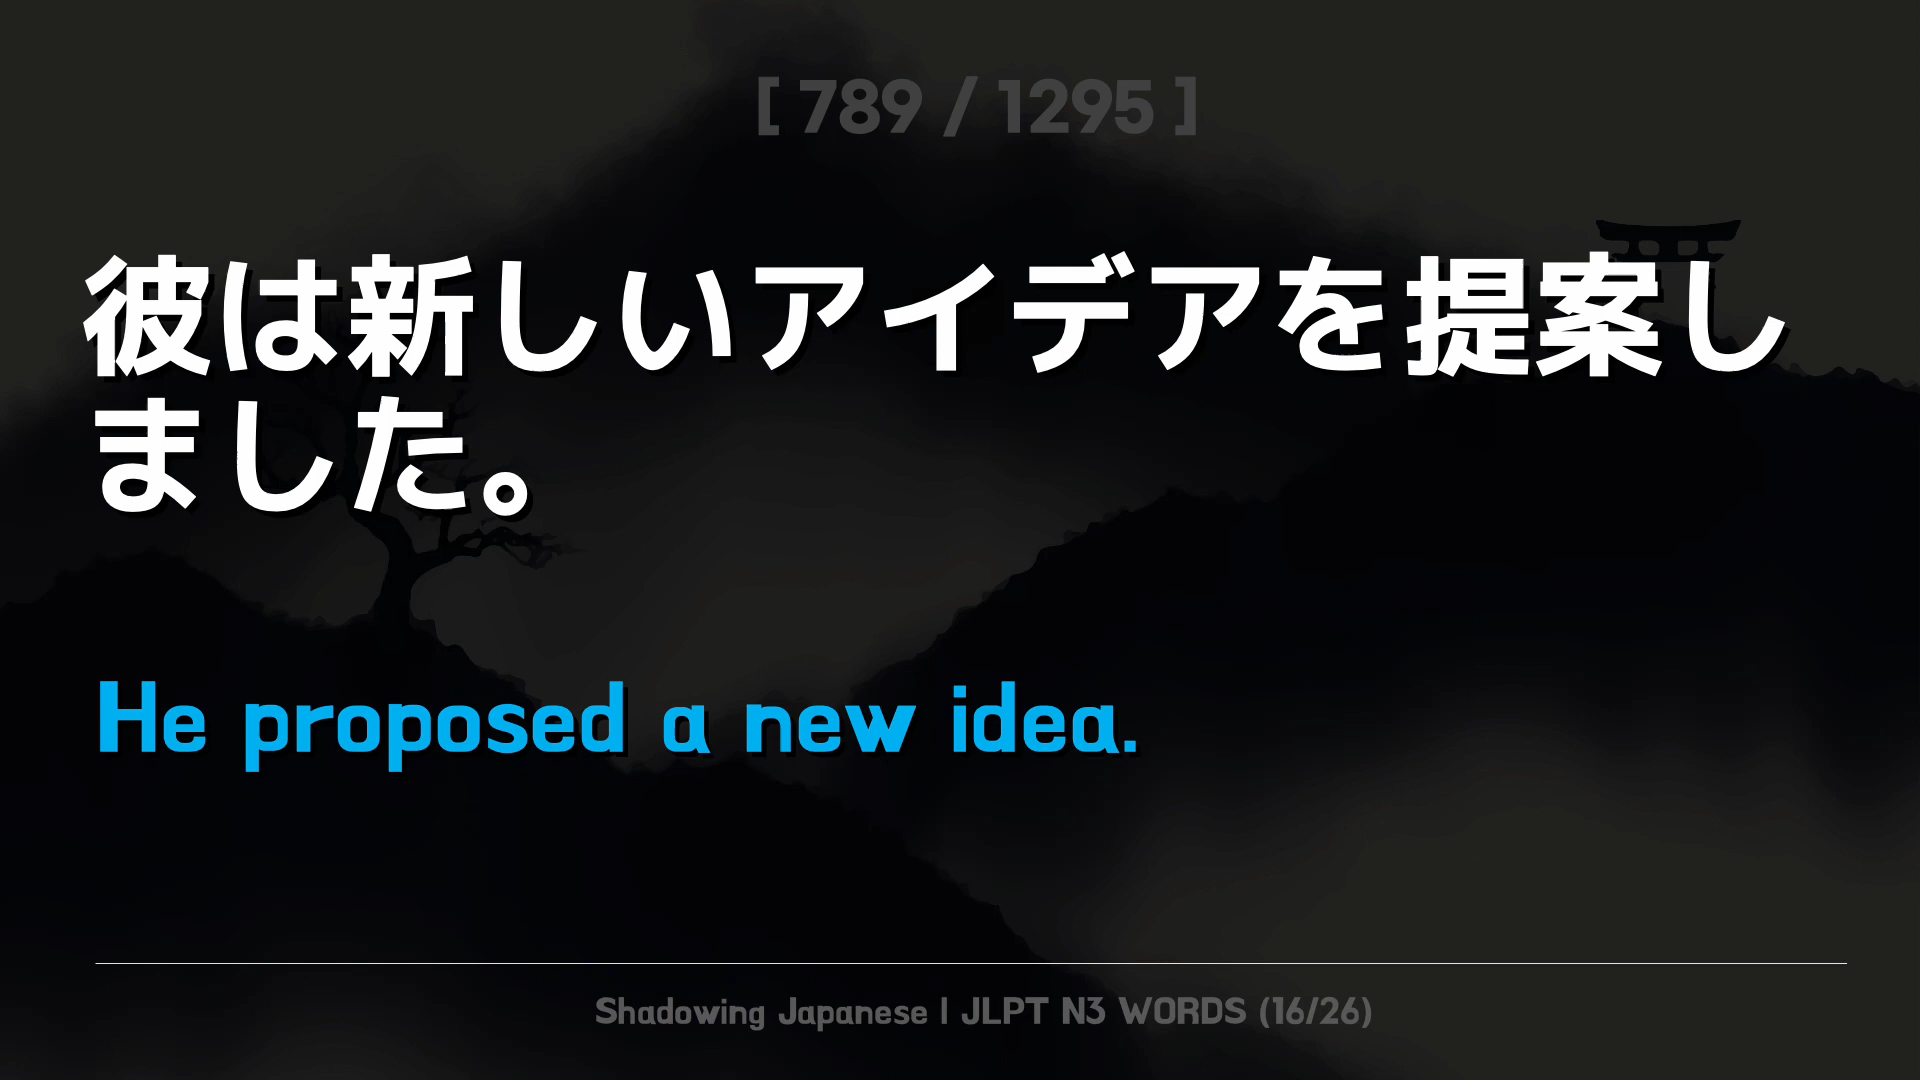 [ 789 / 1295 ]
彼は新しいアイデアを提案し
ました。
He proposed a new idea.
Shadowing Japanese | JLPT N3 WORDS (16/26)